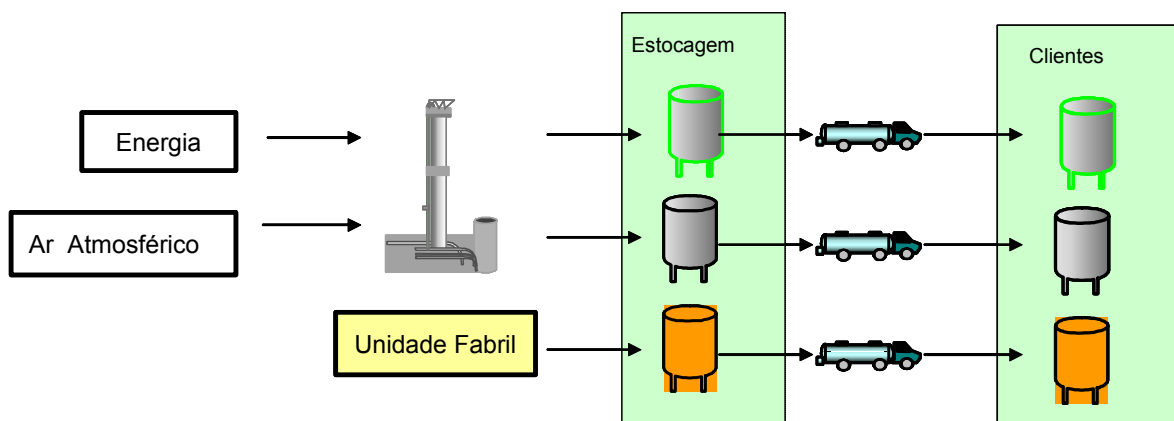 Estocagem
Clientes
Energia
Ar Atmosférico
Unidade Fabril